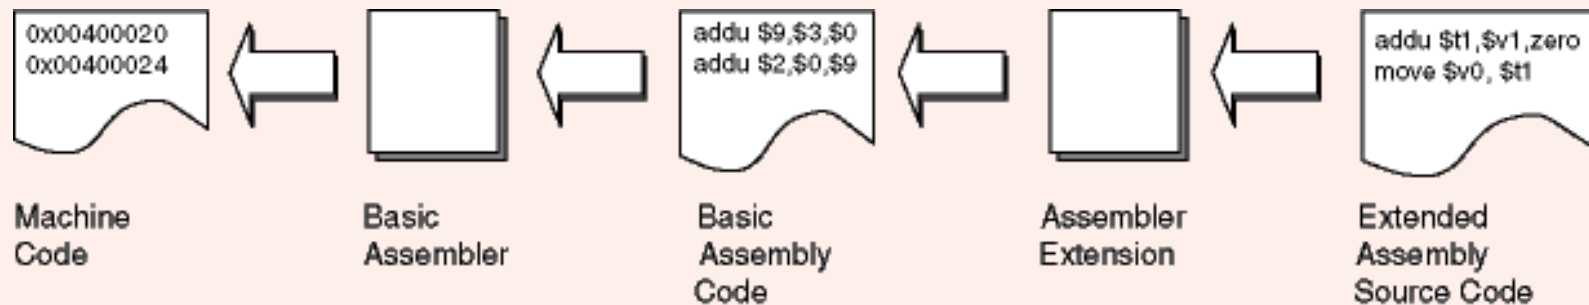 0x00400020
0x00400024
addu $9,$3,$0
addu $2,$0,$9
addu $t1,$v1,zero
move $v0, $t1
Machine
Code
Basic
Assembler
Basic
Assembly
Code
Assembler
Extension
Extended
Assembly
Source Code